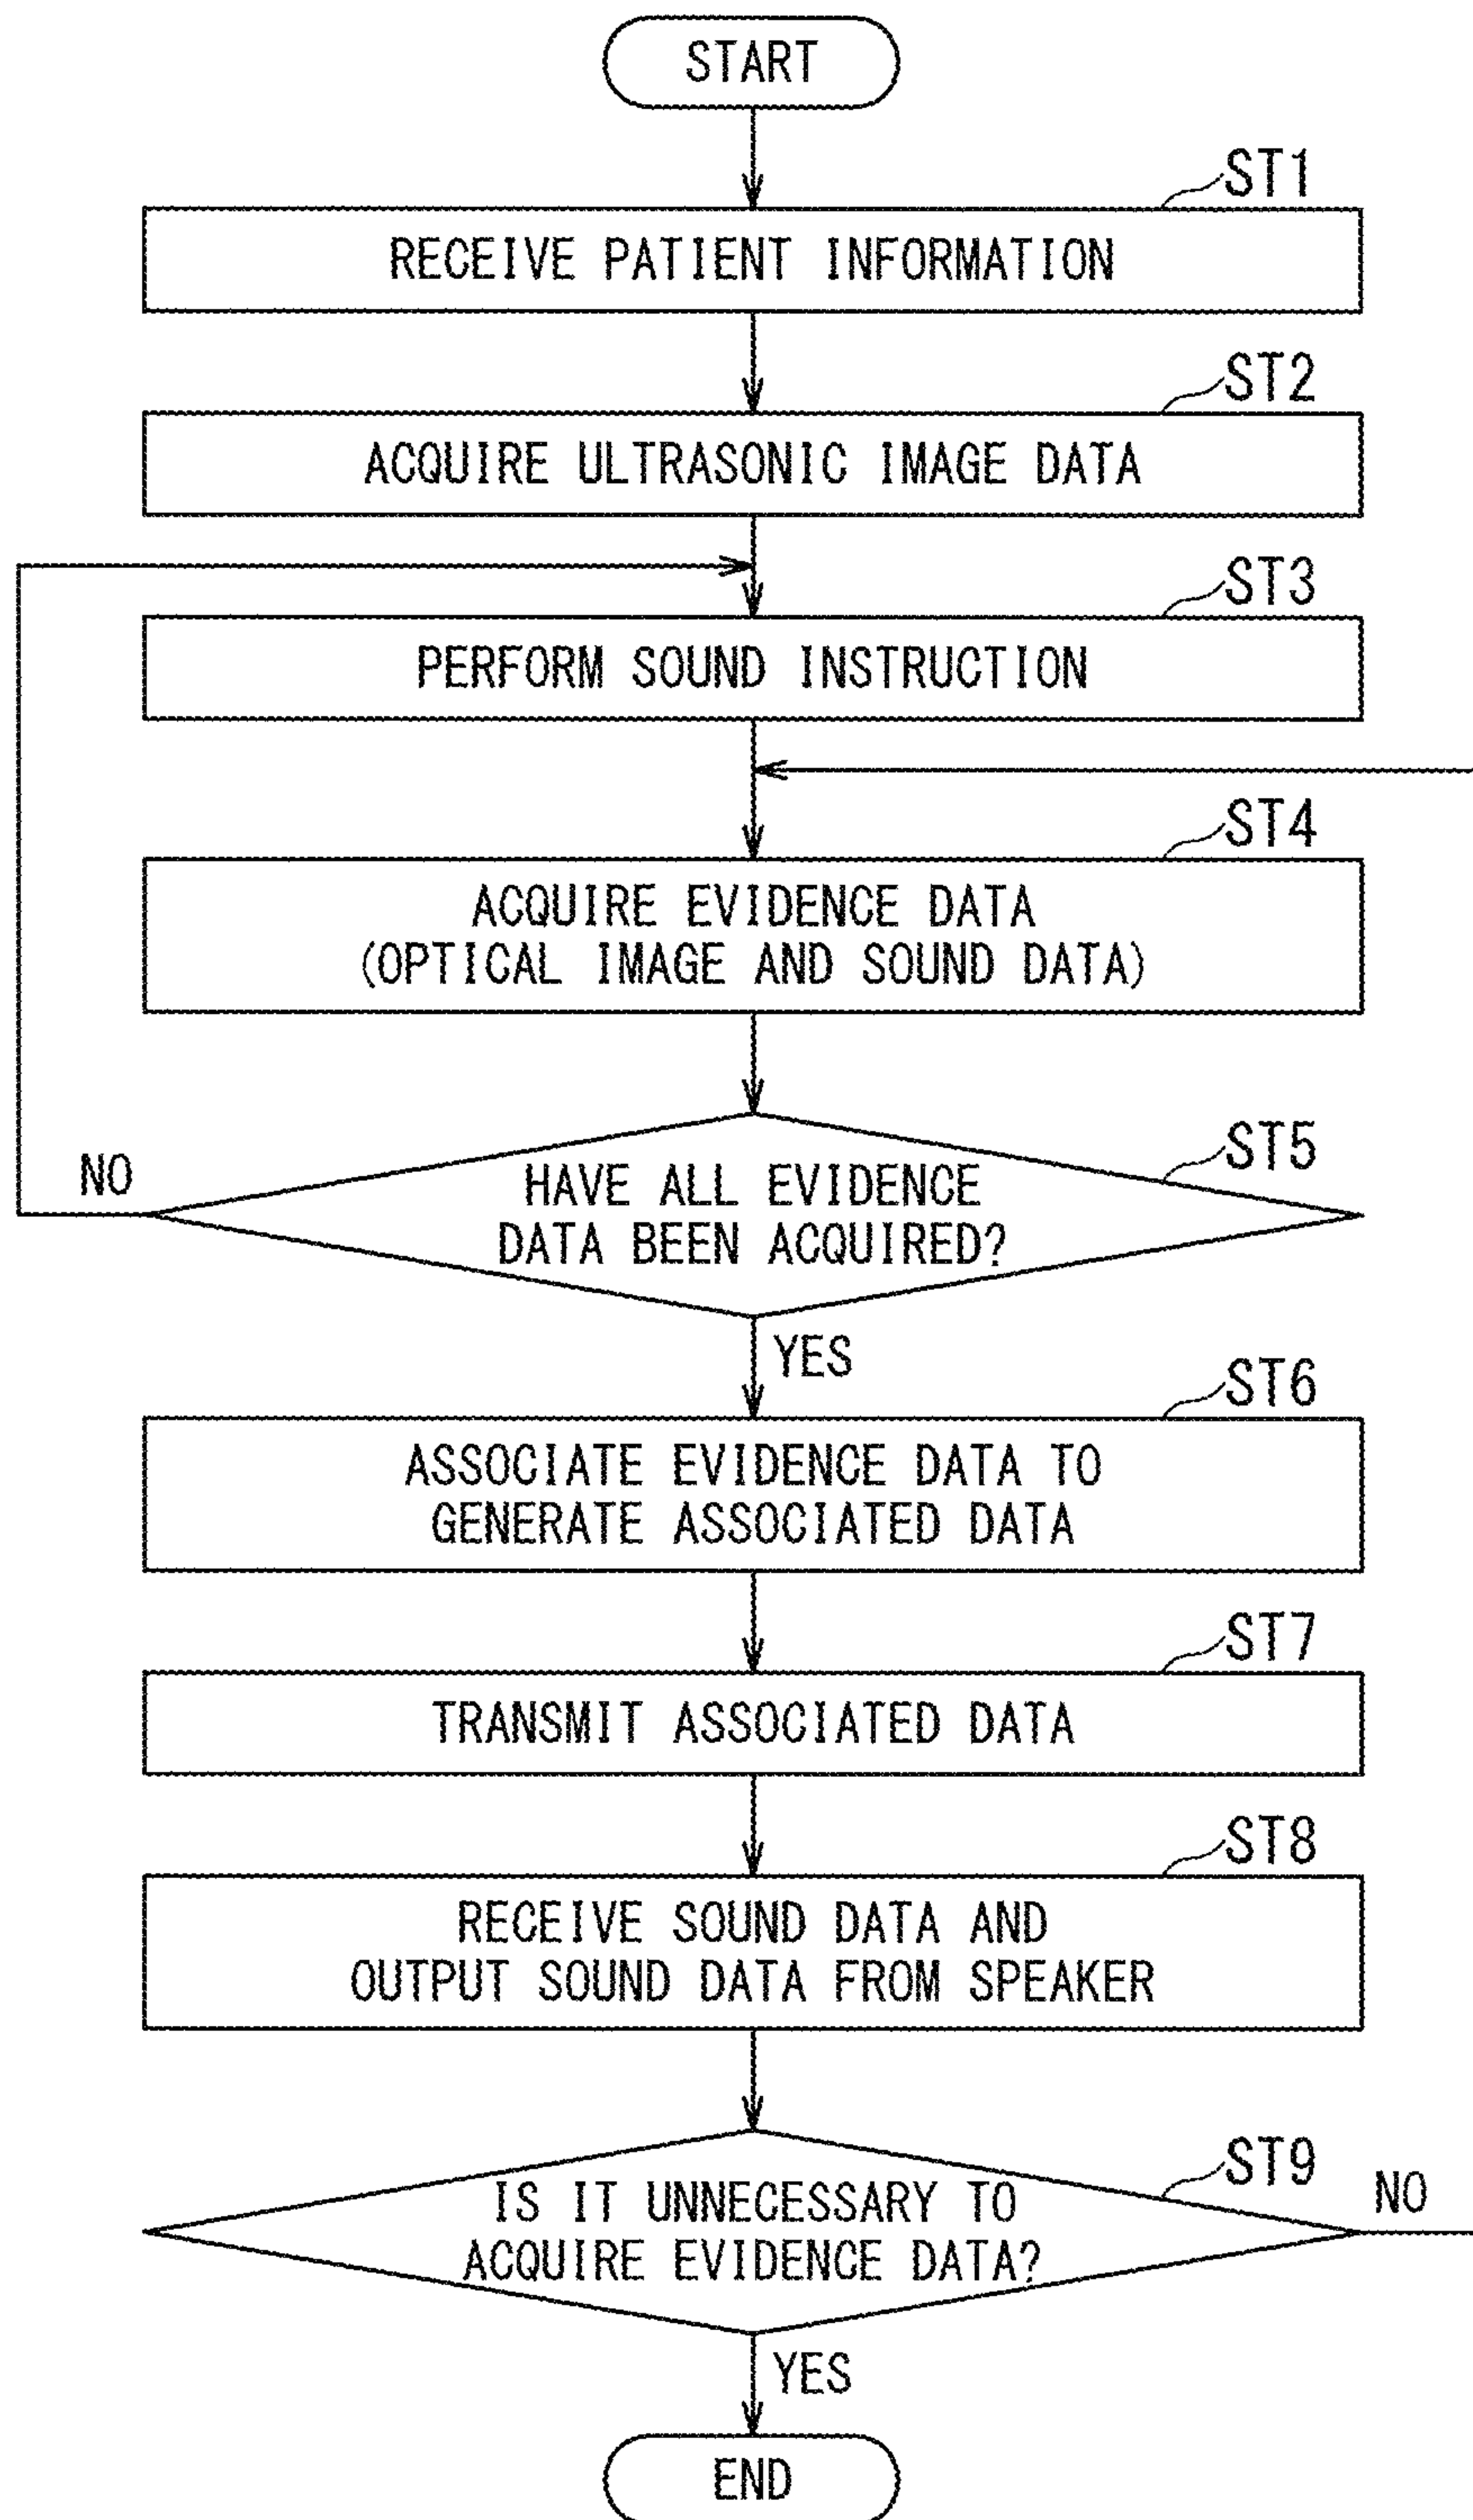 START
ST1
RECEIVE PATIENT INFORMATION
ST2
ACQUIRE ULTRASONIC IMAGE DATA
ST3
PERFORM SOUND INSTRUCTION
ST4
ACQUIRE EVIDENCE DATA
(OPTICAL IMAGE AND SOUND DATA)
ST5
NO
HAVE ALL EVIDENCE
DATA BEEN ACQUIRED?
YES
ST6
ASSOCIATE EVIDENCE DATA TO
GENERATE ASSOCIATED DATA
ST7
TRANSMIT ASSOCIATED DATA
ST8
RECEIVE SOUND DATA AND
OUTPUT SOUND DATA FROM SPEAKER
ST9
NO
IS IT UNNECESSARY TO
ACQUIRE EVIDENCE DATA?
YES
END